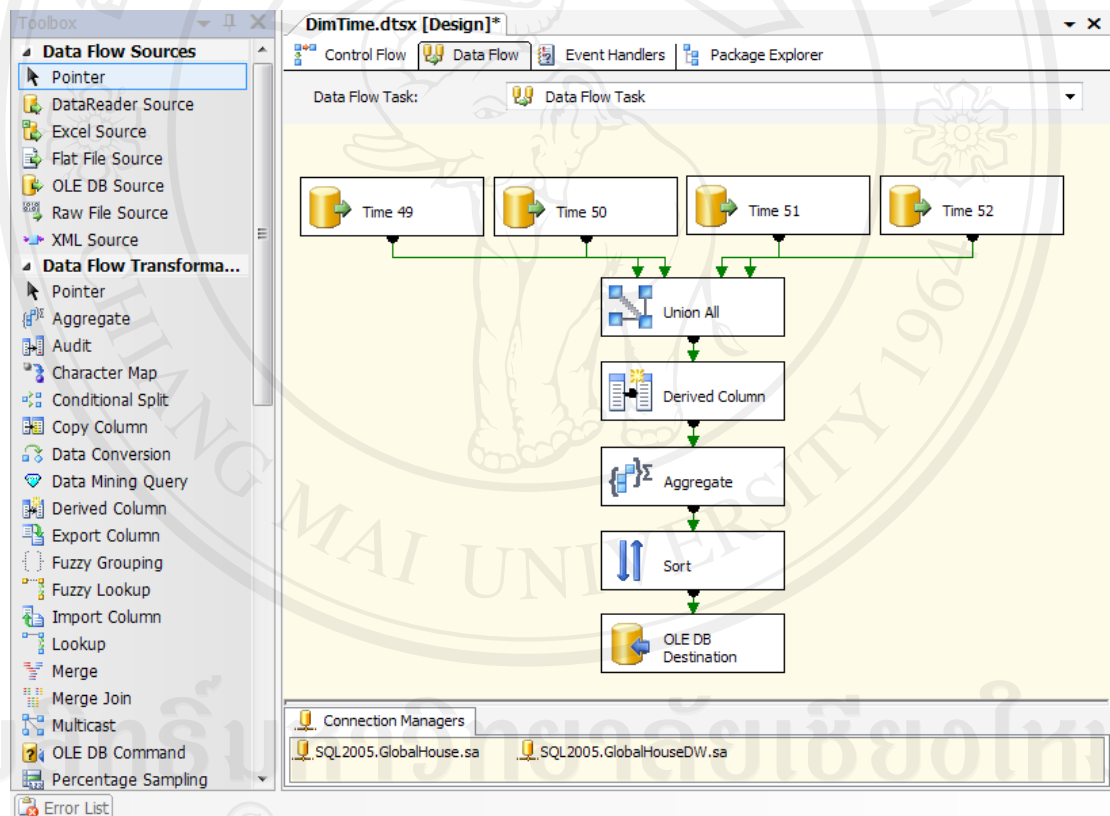 Toolbox
Data Flow Sources
Pointer
DataReader Source
Excel Source
Flat File Source
OLE DB Source
Raw File Source
XML Source
Data Flow Transforma...
Pointer
Aggregate
Audit
Character Map
Conditional Split
Copy Column
Data Conversion
Data Mining Query
Derived Column
Export Column
Fuzzy Grouping
Fuzzy Lookup
Import Column
Lookup
Merge
Merge Join
Multicast
OLE DB Command
Percentage Sampling
Error List
DimTime.dtsx [Design]*
Control Flow
Data Flow
Event Handlers
Package Explorer
Data Flow Task:
Data Flow Task
Time 49
Time 50
Time 51
Time 52
Union All
Derived Column
Aggregate
Sort
OLE DB
Destination
Connection Managers
SQL2005.GlobalHouse.sa
SQL2005.GlobalHouseDW.sa
MAI UNIVERSITY 1964